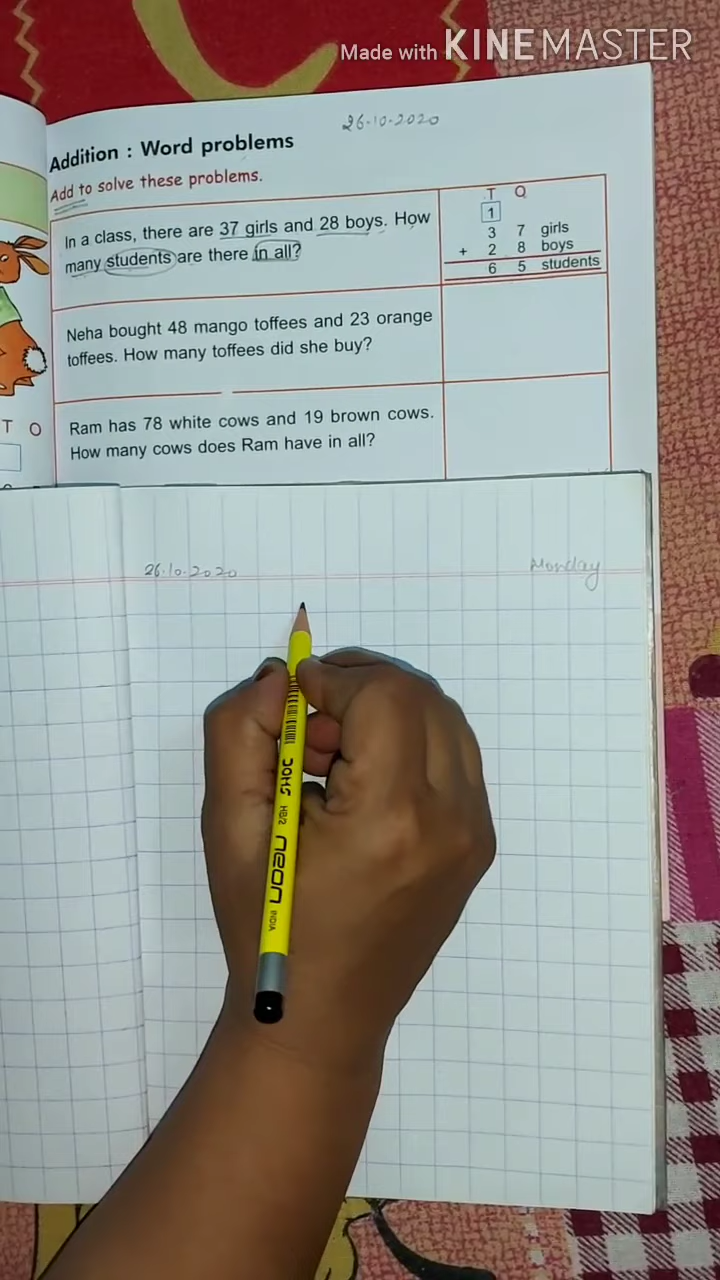 Made with KINEMASTER
26.10.2020
Addition : Word problems
Add to solve these problems.
In a class, there are 37 girls and 28 boys. How
many students are there in all?
T O
1
3 7 girls
+ 2 8 boys
6 5 students
Neha bought 48 mango toffees and 23 orange
toffees. How many toffees did she buy?
T O
Ram has 78 white cows and 19 brown cows.
How many cows does Ram have in all?
26.10.2020 Monday
DOMS HB/2 neon INDIA